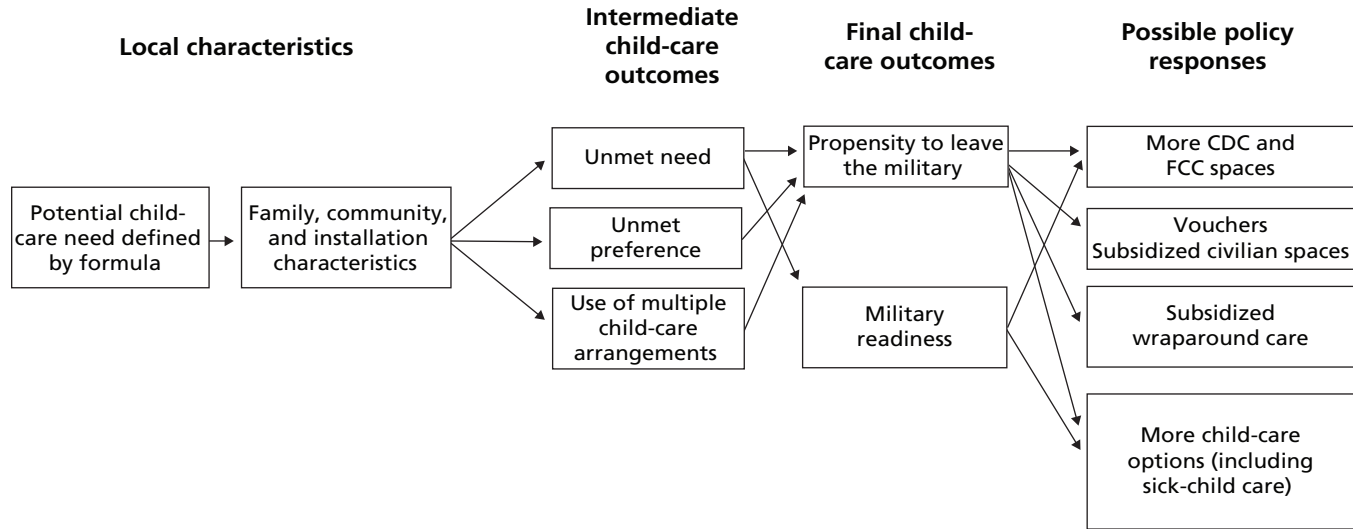 Local characteristics
Intermediate
child-care
outcomes
Final child-
care outcomes
Possible policy
responses
Potential child-
care need defined
by formula
Family, community,
and installation
characteristics
Unmet need
Unmet
preference
Use of multiple
child-care
arrangements
Propensity to leave
the military
Military
readiness
More CDC and
FCC spaces
Vouchers
Subsidized civilian spaces
Subsidized
wraparound care
More child-care
options (including
sick-child care)